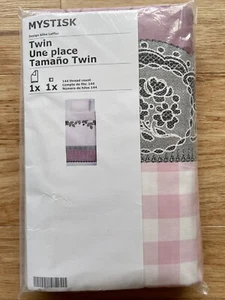 MYSTISK
Twin
Une place
Tamaño Twin
1x 1x
144 thread count
Compte de fils: 144
Número de hilos 144